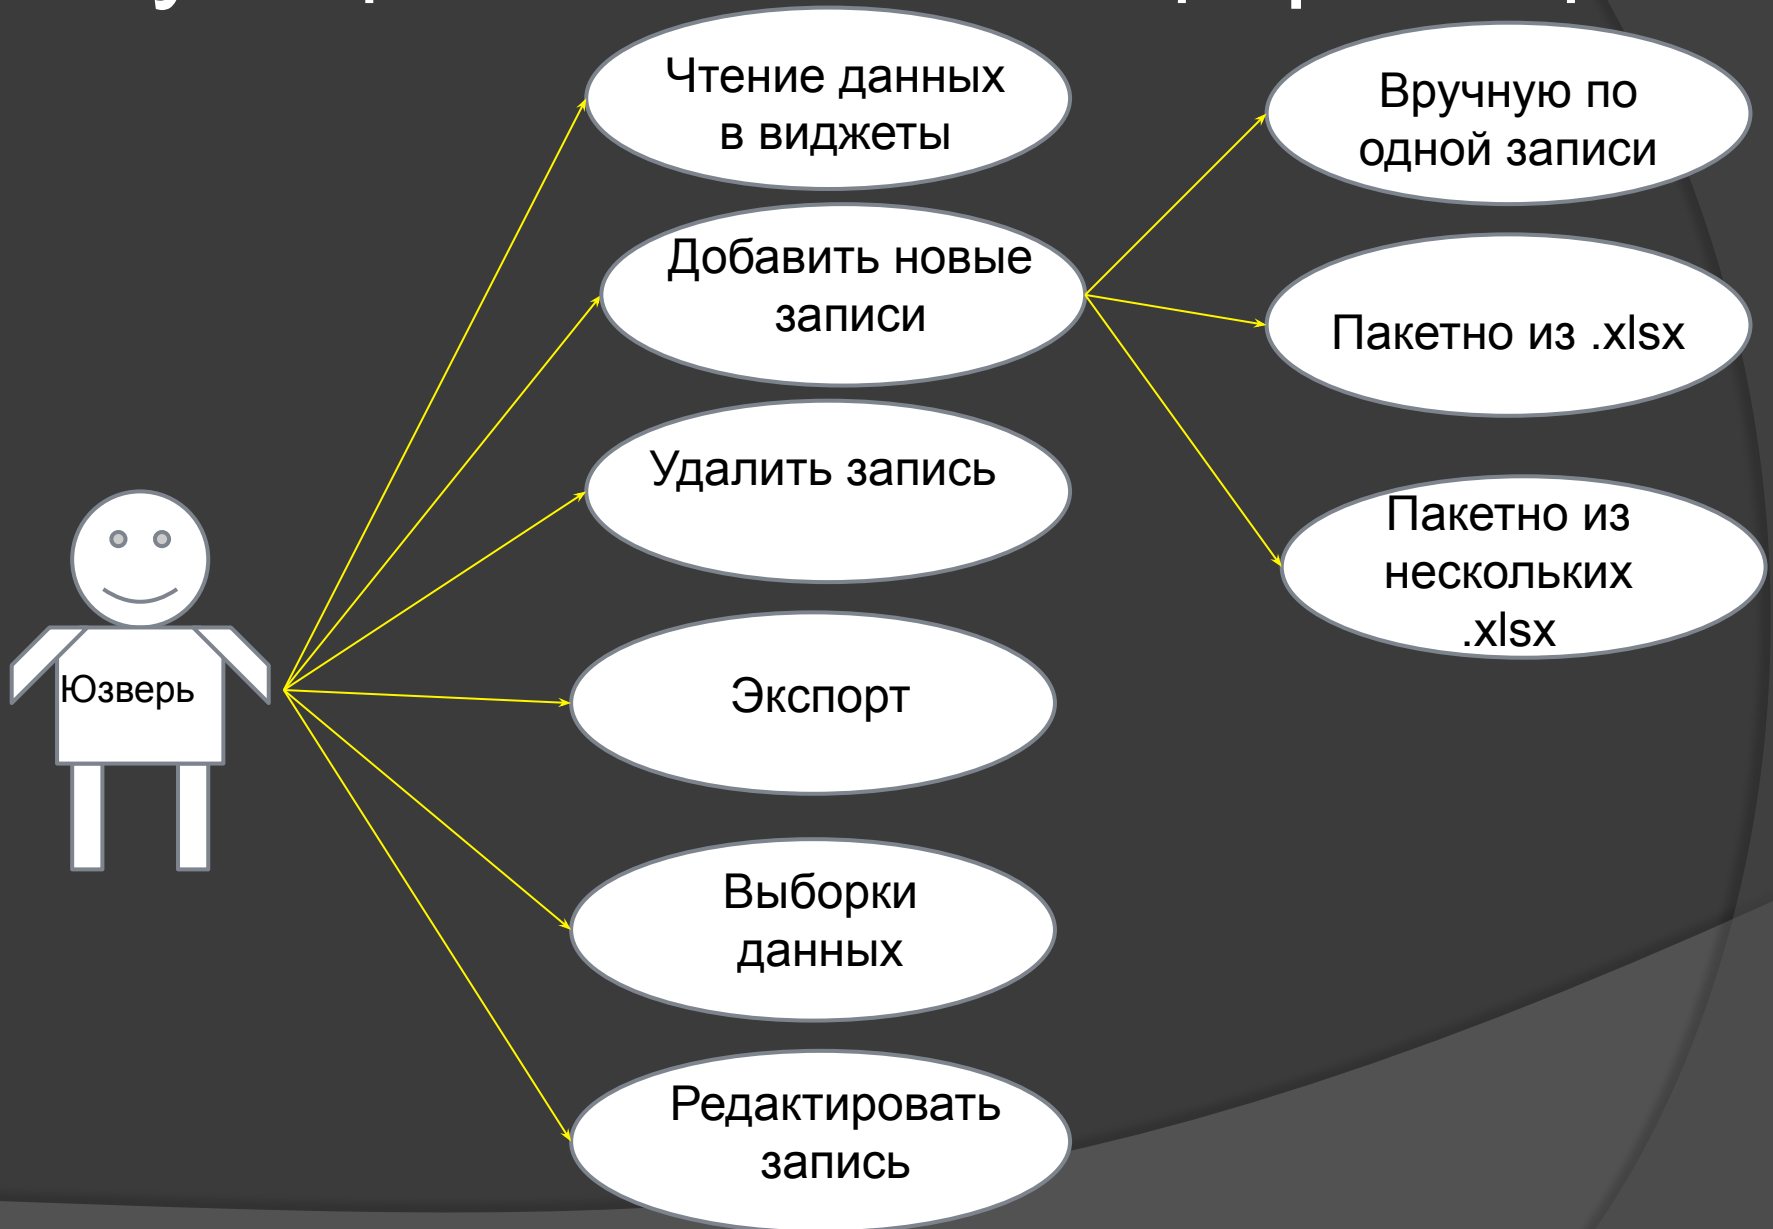 Чтение данных
в виджеты
Добавить новые
записи
Удалить запись
Экспорт
Выборки
данных
Редактировать
запись
Вручную по
одной записи
Пакетно из .xlsx
Пакетно из
нескольких
.xlsx
Юзверь